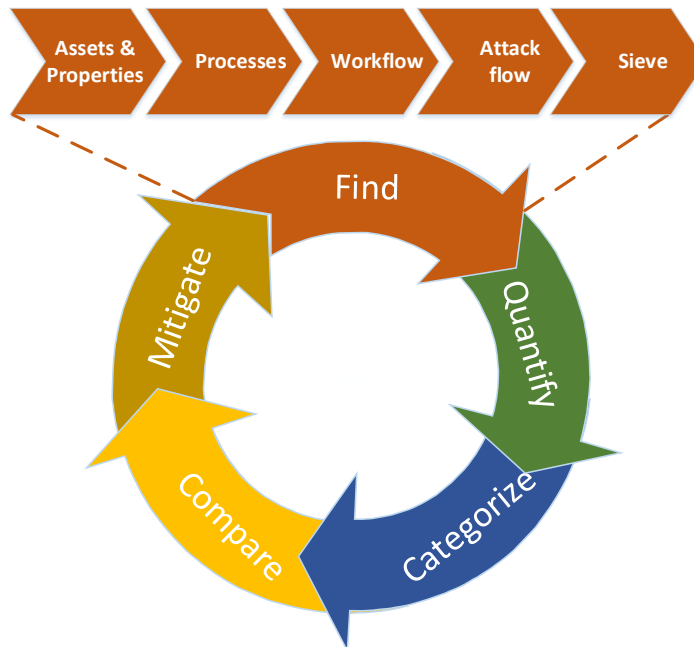 Assets &
Properties
Processes
Workflow
Attack
flow
Sieve
Find
Quantify
Categorize
Compare
Mitigate